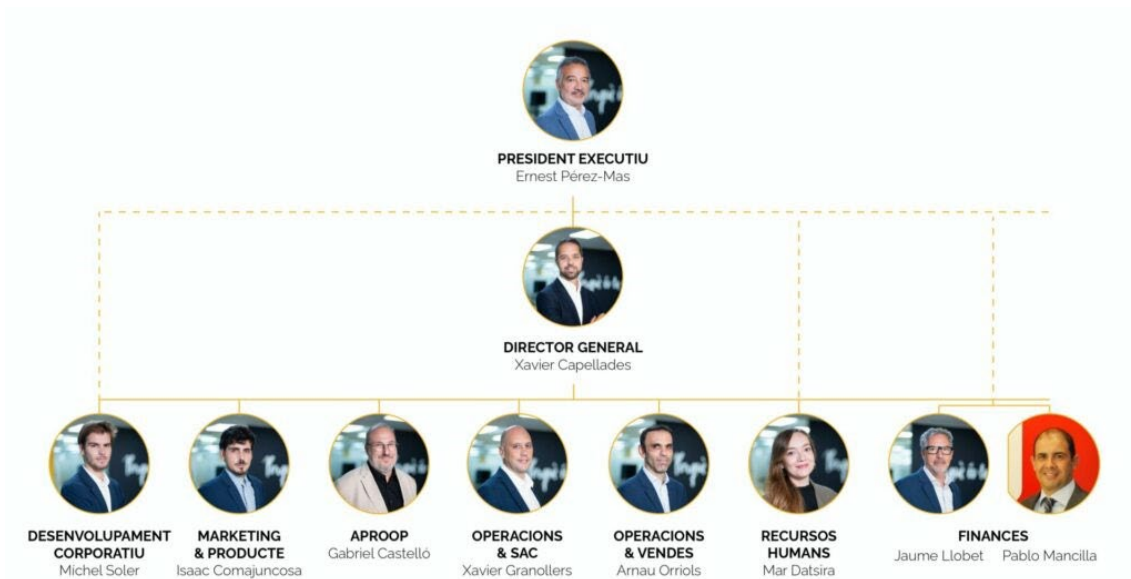 PRESIDENT EXECUTIU
Ernest Pérez-Mas
DIRECTOR GENERAL
Xavier Capellades
DESENVOLUPAMENT
CORPORATIU
Michel Soler
MARKETING
& PRODUCTE
Isaac Comajuncosa
APROOP
Gabriel Castelló
OPERACIONS
& SAC
Xavier Granollers
OPERACIONS
& VENDES
Arnau Orriols
RECURSOS
HUMANS
Mar Datsira
FINANCES
Jaume Llobet
Pablo Mancilla